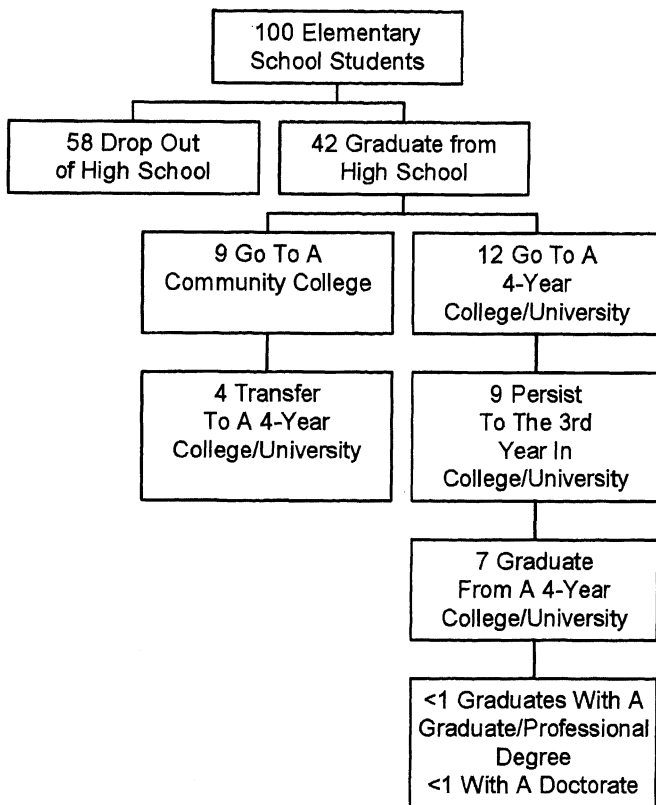 100 Elementary
School Students
58 Drop Out
of High School
42 Graduate from
High School
9 Go To A
Community College
12 Go To A
4-Year
College/University
4 Transfer
To A 4-Year
College/University
9 Persist
To The 3rd
Year In
College/University
7 Graduate
From A 4-Year
College/University
<1 Graduates With A
Graduate/Professional
Degree
<1 With A Doctorate